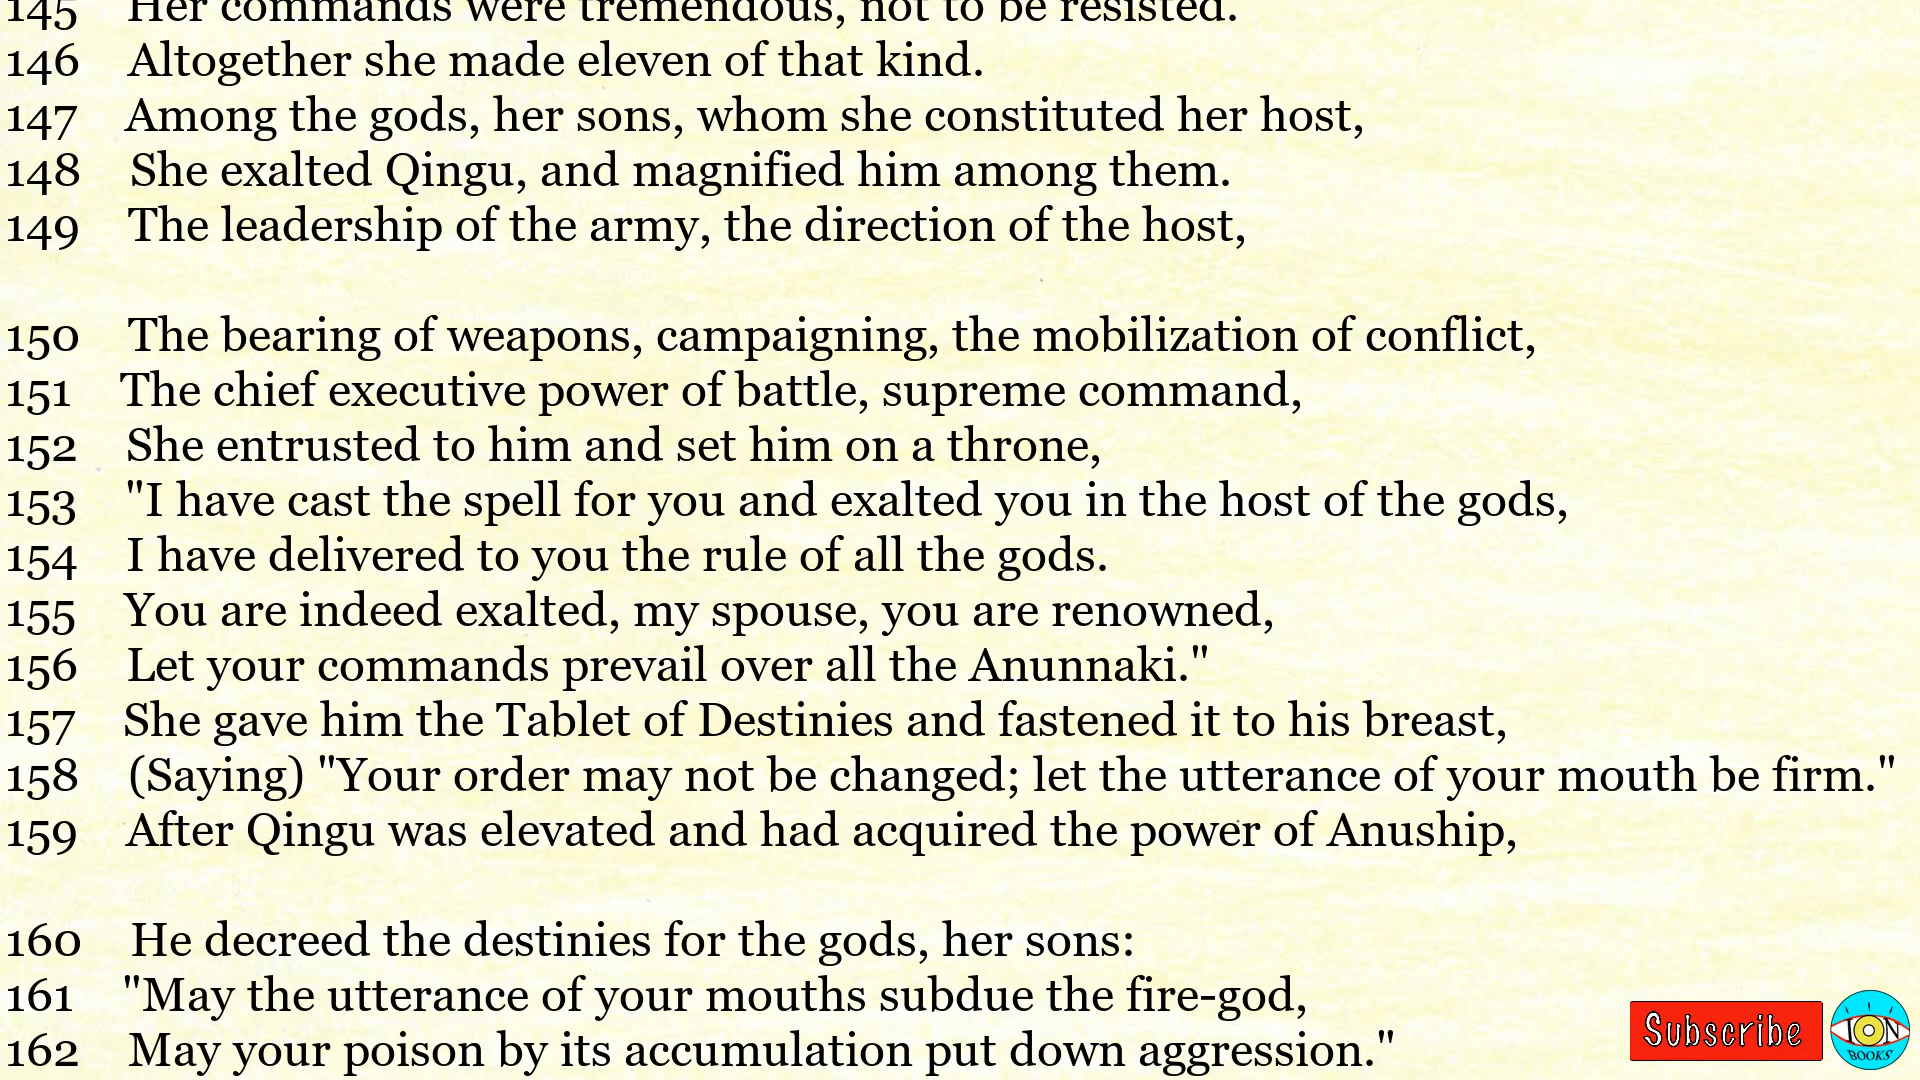 145 Her commands were tremendous, not to be resisted.
146 Altogether she made eleven of that kind.
147 Among the gods, her sons, whom she constituted her host,
148 She exalted Qingu, and magnified him among them.
149 The leadership of the army, the direction of the host,
150 The bearing of weapons, campaigning, the mobilization of conflict,
151 The chief executive power of battle, supreme command,
152 She entrusted to him and set him on a throne,
153 "I have cast the spell for you and exalted you in the host of the gods,
154 I have delivered to you the rule of all the gods.
155 You are indeed exalted, my spouse, you are renowned,
156 Let your commands prevail over all the Anunnaki."
157 She gave him the Tablet of Destinies and fastened it to his breast,
158 (Saying) "Your order may not be changed; let the utterance of your mouth be firm."
159 After Qingu was elevated and had acquired the power of Anuship,
160 He decreed the destinies for the gods, her sons:
161 "May the utterance of your mouths subdue the fire-god,
162 May your poison by its accumulation put down aggression."
Subscribe
ION
BOOKS